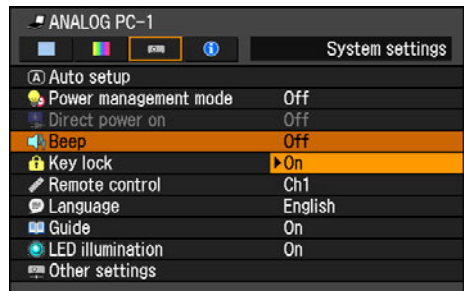 ANALOG PC-1
System settings
Auto setup
Power management mode Off
Direct power on Off
Beep Off
Key lock On
Remote control Ch1
Language English
Guide On
LED illumination On
Other settings